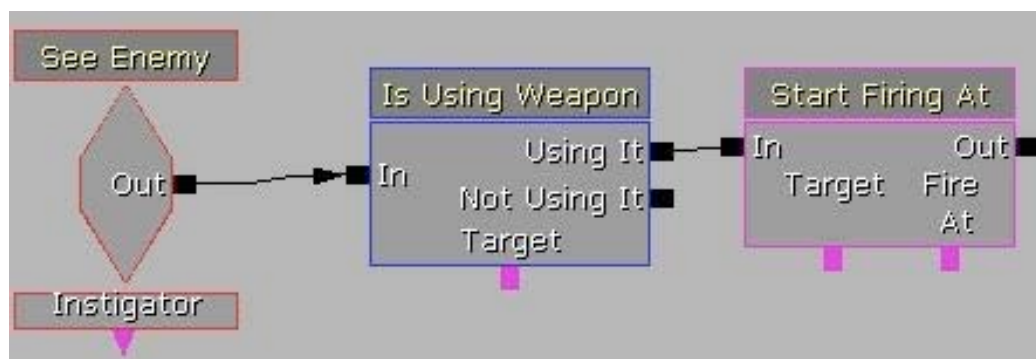 See Enemy
Out
Instigator
Is Using Weapon
In
Using It
Not Using It
Target
Start Firing At
In
Out
Target
Fire
At